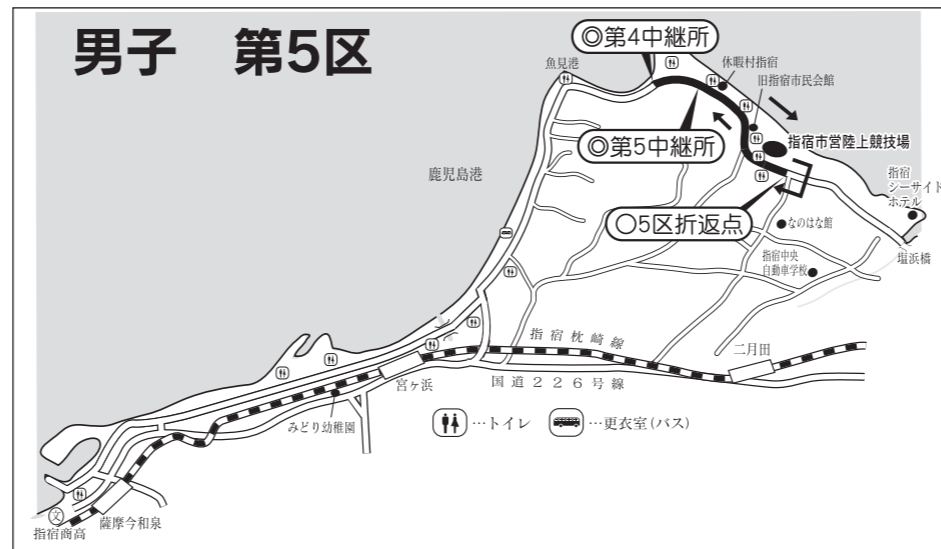 男子　第5区
◎第4中継所
魚見港
休暇村指宿
旧指宿市民会館
指宿市営陸上競技場
◎第5中継所
鹿児島港
指宿
シーサイド
ホテル
〇5区折返点
なのはな館
塩浜橋
指宿中央
自動車学校
指宿枕崎線
二月田
宮ヶ浜
国道226号線
みどり幼稚園
…トイレ
…更衣室(バス)
文
薩摩今和泉
指宿商高